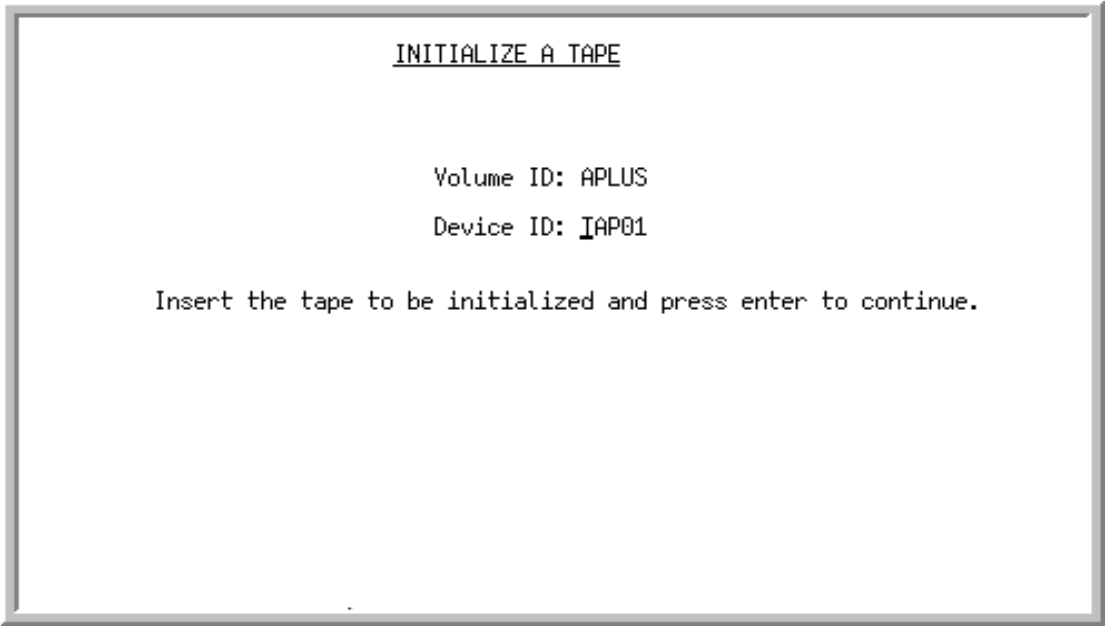 INITIALIZE A TAPE
Volume ID: APLUS
Device ID: TAP01
Insert the tape to be initialized and press enter to continue.